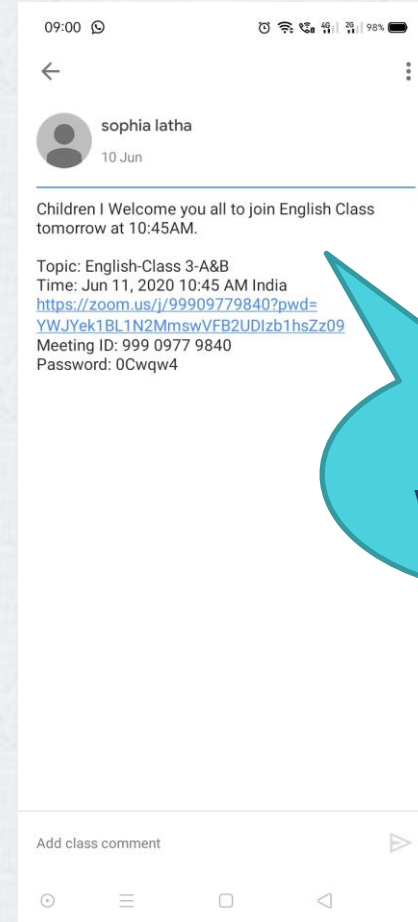 09:00
4G 2G 98%
sophia latha
10 Jun
Children I Welcome you all to join English Class
tomorrow at 10:45AM.
Topic: English-Class 3-A&B
Time: Jun 11, 2020 10:45 AM India
https://zoom.us/j/99909779840?pwd=
YWJYek1BL1N2MmswVFB2UDIzb1hsZz09
Meeting ID: 999 0977 9840
Password: 0Cwqw4
Add class comment